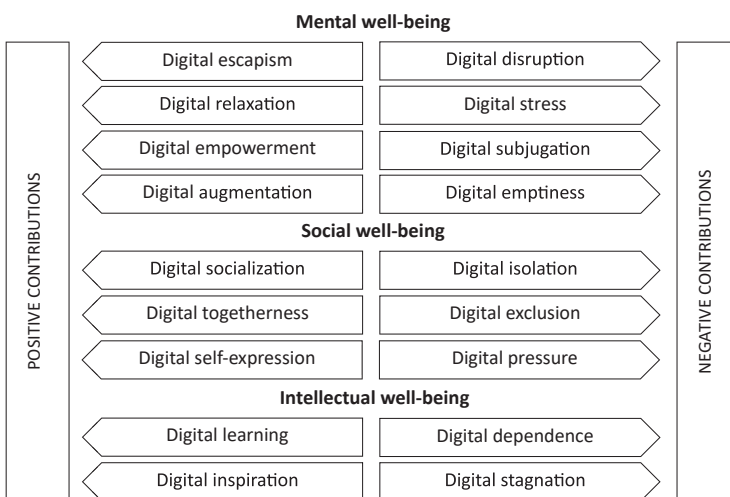 Mental well-being
POSITIVE CONTRIBUTIONS
NEGATIVE CONTRIBUTIONS
Digital escapism
Digital disruption
Digital relaxation
Digital stress
Digital empowerment
Digital subjugation
Digital augmentation
Digital emptiness
Social well-being
Digital socialization
Digital isolation
Digital togetherness
Digital exclusion
Digital self-expression
Digital pressure
Intellectual well-being
Digital learning
Digital dependence
Digital inspiration
Digital stagnation